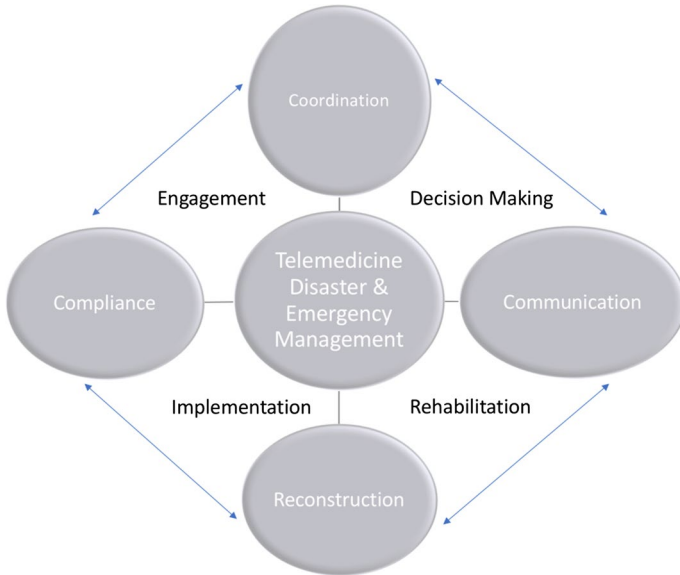 Coordination
Engagement
Decision Making
Telemedicine
Disaster &
Emergency
Management
Compliance
Communication
Implementation
Rehabilitation
Reconstruction